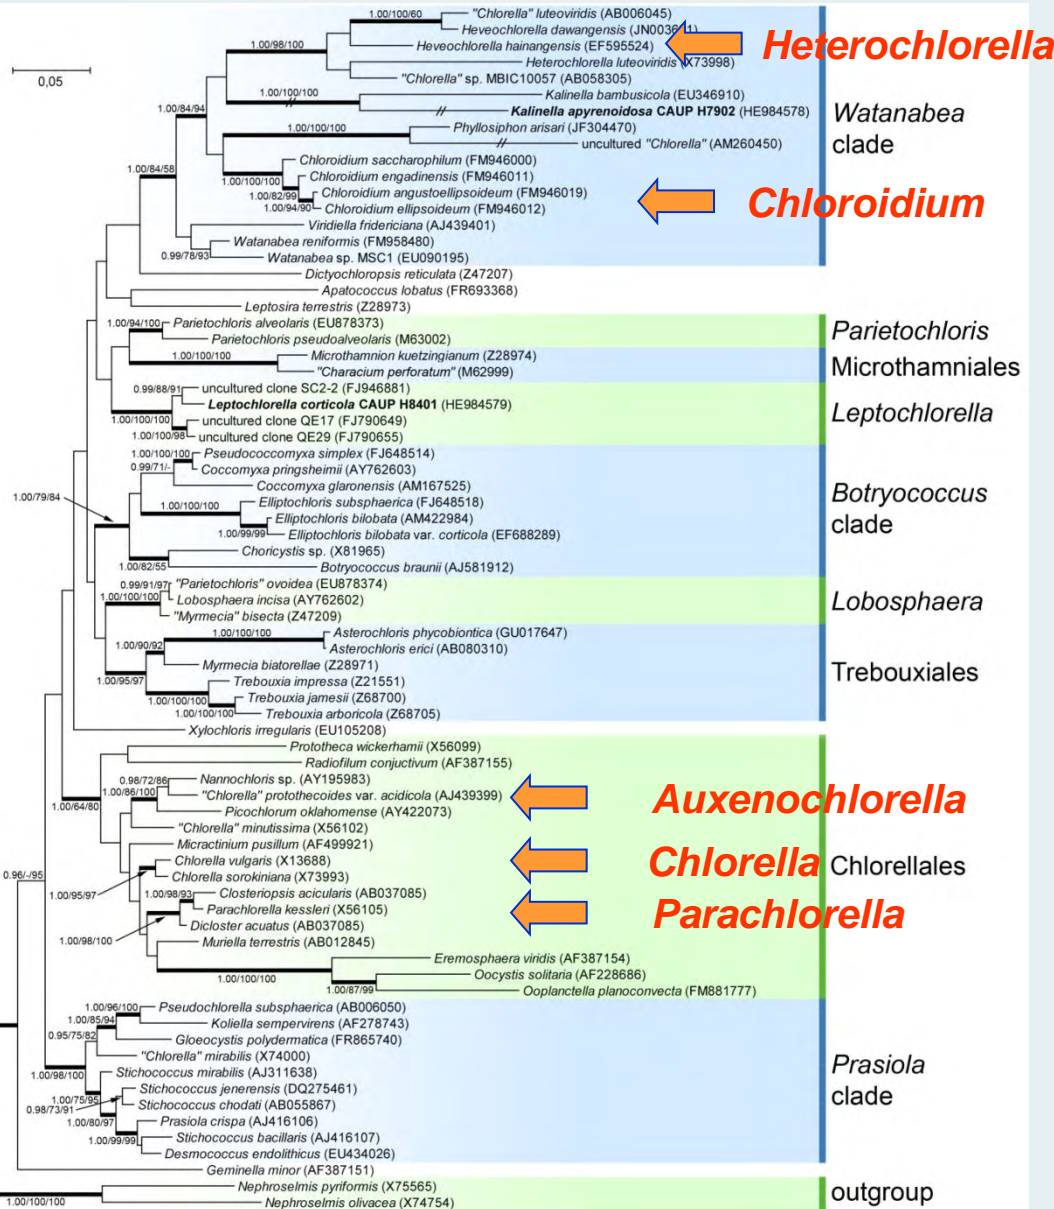 1.00/100/60
"Chlorella" luteoviridis (AB006045)
Heveochlorella dawangensis
1.00/98/100
Heveochlorella hainangensis (EF595524)
Heterochlorella
0,05
Heterochlorella luteoviridis (X73998)
"Chlorella" sp. MBIC10057 (AB058305)
1.00/100/100
Kalinella bambusicola (EU346910)
1.00/84/94
//
//
Kalinella apyrenoidosa CAUP H7902 (HE984578)
Watanabea
clade
1.00/100/100
Phyllosiphon arisari (JF304470)
//
uncultured "Chlorella" (AM260450)
Chloroidium saccharophilum (FM946000)
1.00/84/58
1.00/100/100
Chloroidium engadinensis (FM946011)
1.00/82/99
Chloroidium angustoellipsoideum (FM946019)
1.00/94/90
Chloroidium ellipsoideum (FM946012)
Chloroidium
Viridiella fridericiana (AJ439401)
Watanabea reniformis (FM958480)
0.99/78/93
Watanabea sp. MSC1 (EU090195)
Dictyochloropsis reticulata (Z47207)
Apatococcus lobatus (FR693368)
Leptosira terrestris (Z28973)
1.00/94/100
Parietochloris alveolaris (EU878373)
Parietochloris pseudoalveolaris (M63002)
Parietochloris
1.00/100/100
Microthamnion kuetzingianum (Z28974)
"Characium perforatum" (M62999)
Microthamniales
0.99/88/91
uncultured clone SC2-2 (FJ946881)
Leptochlorella corticola CAUP H8401 (HE984579)
Leptochlorella
1.00/100/100
uncultured clone QE17 (FJ790649)
1.00/100/98
uncultured clone QE29 (FJ790655)
1.00/100/100
Pseudococcomyxa simplex (FJ648514)
0.99/71/-
Coccomyxa pringsheimii (AY762603)
Coccomyxa glaronensis (AM167525)
1.00/79/84
1.00/100/100
Elliptochloris subsphaerica (FJ648518)
Elliptochloris bilobata (AM422984)
1.00/99/99
Elliptochloris bilobata var. corticola (EF688289)
Botryococcus
clade
Choricystis sp. (X81965)
1.00/82/55
Botryococcus braunii (AJ581912)
0.99/91/97
"Parietochloris" ovoidea (EU878374)
1.00/100/100
Lobosphaera incisa (AY762602)
"Myrmecia" bisecta (Z47209)
Lobosphaera
1.00/100/100
Asterochloris phycobiontica (GU017647)
1.00/90/92
Asterochloris erici (AB080310)
Myrmecia biatorellae (Z28971)
1.00/95/97
Trebouxia impressa (Z21551)
1.00/100/100
Trebouxia jamesii (Z68700)
1.00/100/100
Trebouxia arboricola (Z68705)
Trebouxiales
Xylochloris irregularis (EU105208)
Prototheca wickerhamii (X56099)
Radiofilum conjuctivum (AF387155)
0.98/72/86
Nannochloris sp. (AY195983)
1.00/86/100
"Chlorella" protothecoides var. acidicola (AJ439399)
Auxenochlorella
1.00/64/80
Picochlorum oklahomense (AY422073)
"Chlorella" minutissima (X56102)
Micractinium pusillum (AF499921)
Chlorella vulgaris (X13688)
Chlorella
Chlorellales
0.96/-/95
Chlorella sorokiniana (X73993)
1.00/95/97
1.00/98/93
Closteriopsis acicularis (AB037085)
Parachlorella kessleri (X56105)
Parachlorella
Dicloster acuatus (AB037085)
1.00/98/100
Muriella terrestris (AB012845)
Eremosphaera viridis (AF387154)
1.00/100/100
Oocystis solitaria (AF228686)
1.00/87/99
Ooplanctella planoconvecta (FM881777)
1.00/96/100
Pseudochlorella subsphaerica (AB006050)
1.00/85/94
Koliella sempervirens (AF278743)
0.95/75/82
Gloeocystis polydermatica (FR865740)
"Chlorella" mirabilis (X74000)
1.00/98/100
Stichococcus mirabilis (AJ311638)
1.00/75/95
Stichococcus jenerensis (DQ275461)
0.98/73/91
Stichococcus chodati (AB055867)
Prasiola
clade
1.00/80/97
Prasiola crispa (AJ416106)
1.00/99/99
Stichococcus bacillaris (AJ416107)
Desmococcus endolithicus (EU434026)
Geminella minor (AF387151)
Nephroselmis pyriformis (X75565)
1.00/100/100
Nephroselmis olivacea (X74754)
outgroup